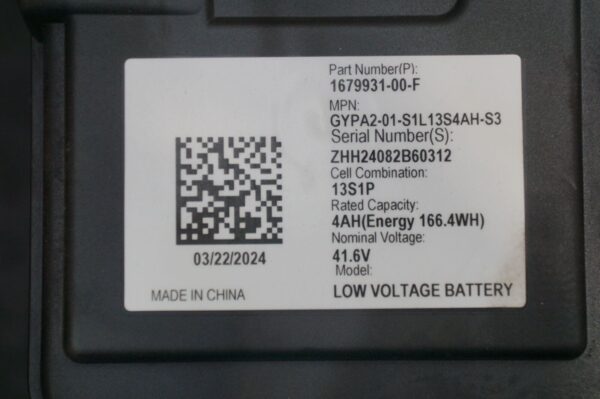 Part Number(P):
1679931-00-F
MPN:
GYPA2-01-S1L13S4AH-S3
Serial Number(S):
ZHH24082B60312
Cell Combination:
13S1P
Rated Capacity:
4AH(Energy 166.4WH)
Nominal Voltage:
41.6V
Model:
LOW VOLTAGE BATTERY
03/22/2024
MADE IN CHINA